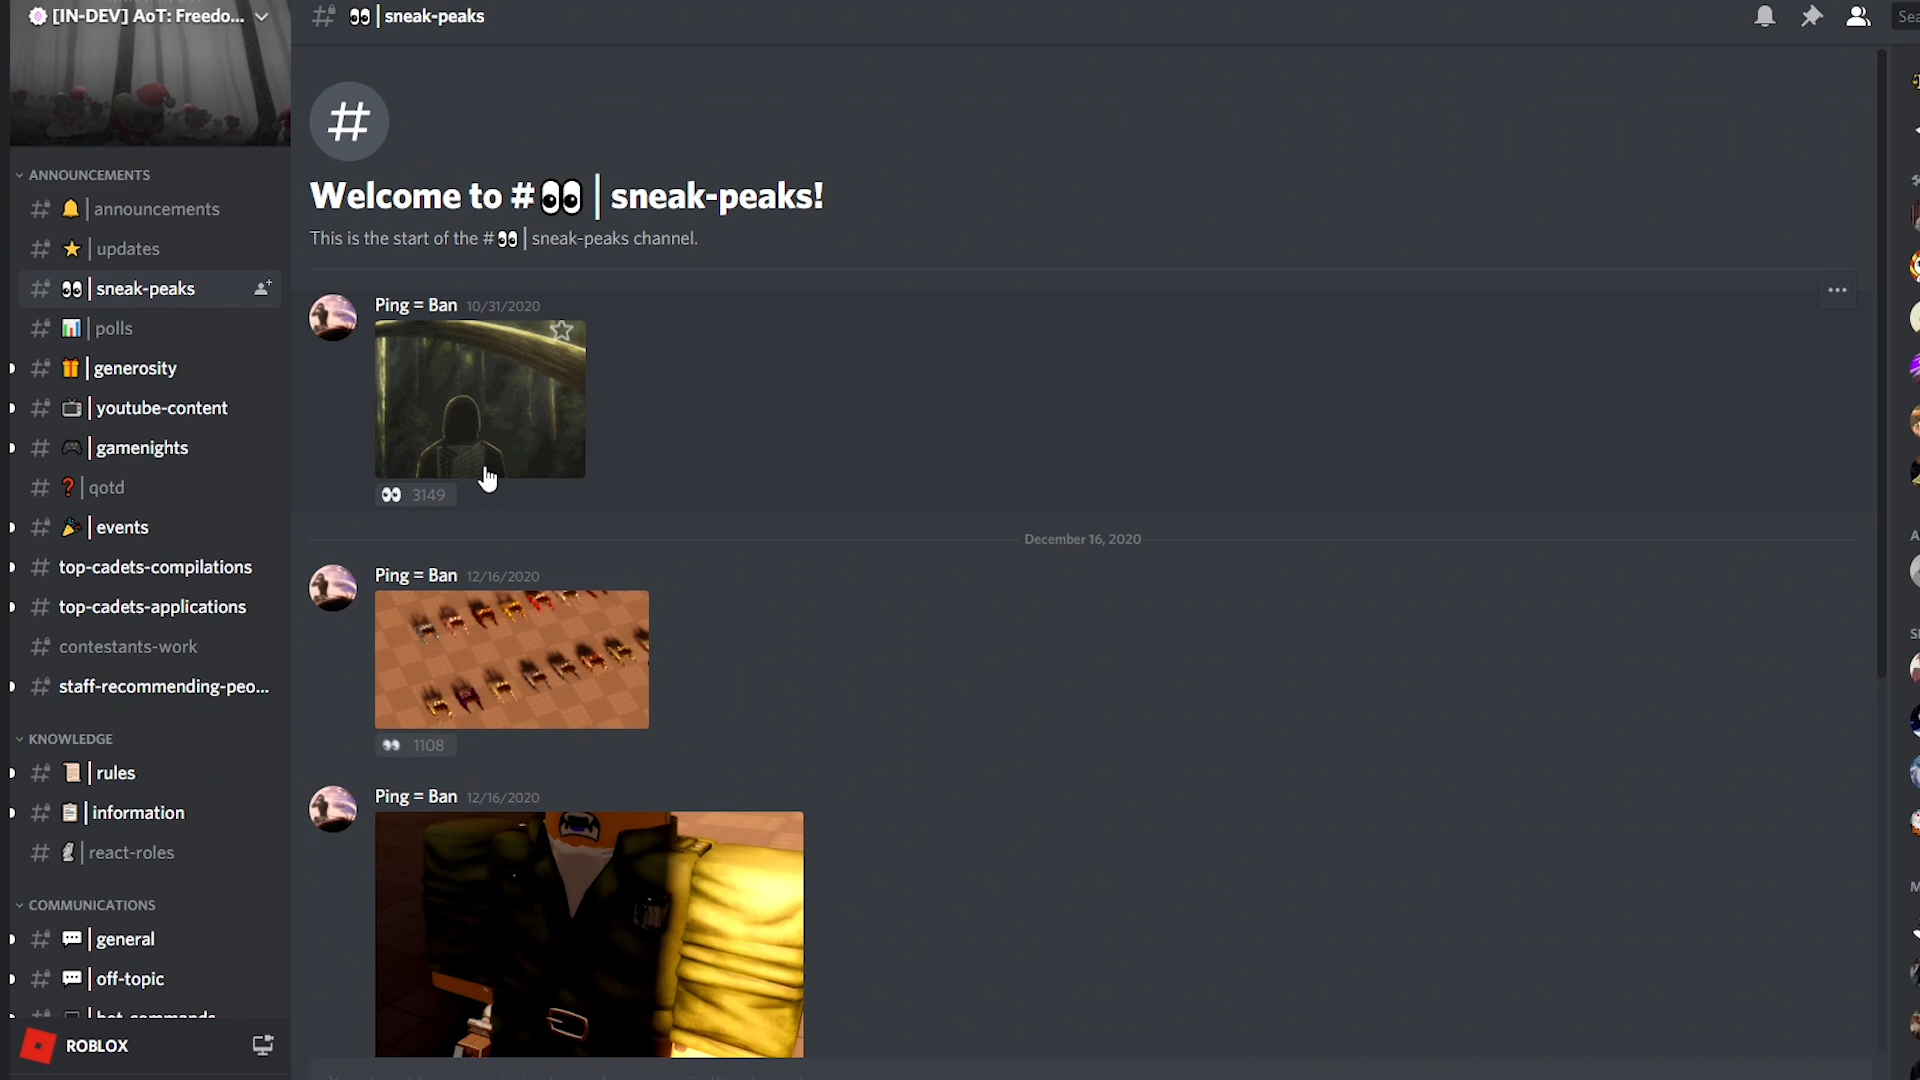 [IN-DEV] AoT: Freedo...
ANNOUNCEMENTS
announcements
updates
sneak-peaks
polls
generosity
youtube-content
gamenights
qotd
events
top-cadets-compilations
top-cadets-applications
contestants-work
staff-recommending-peo...
KNOWLEDGE
rules
information
react-roles
COMMUNICATIONS
general
off-topic
bot-commands
ROBLOX
sneak-peaks
Welcome to #👀|sneak-peaks!
This is the start of the #👀|sneak-peaks channel.
Ping = Ban 10/31/2020
3149
December 16, 2020
Ping = Ban 12/16/2020
1108
Ping = Ban 12/16/2020
Sea